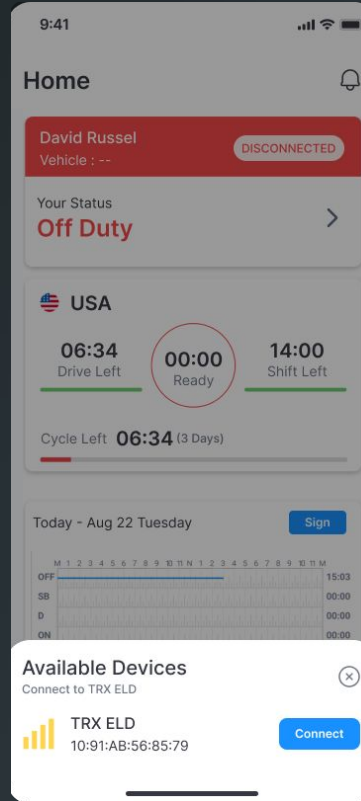 9:41
Home
David Russel
Vehicle : --
DISCONNECTED
Your Status
Off Duty
USA
06:34
Drive Left
00:00
Ready
14:00
Shift Left
Cycle Left 06:34 (3 Days)
Today - Aug 22 Tuesday
Sign
M 1 2 3 4 5 6 7 8 9 10 11 N 1 2 3 4 5 6 7 8 9 10 11 M
OFF 15:03
SB 00:00
D 00:00
ON 00:00
Available Devices
Connect to TRX ELD
TRX ELD
10:91:AB:56:85:79
Connect